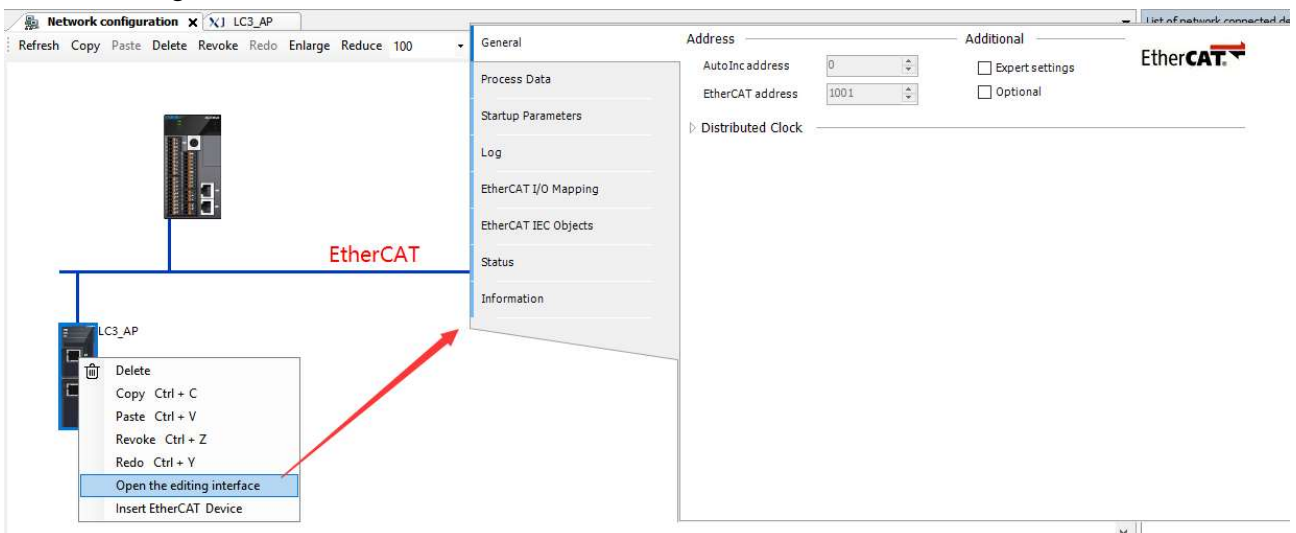 Network configuration X LC3_AP
List of network connected de
Refresh Copy Paste Delete Revoke Redo Enlarge Reduce 100
EtherCAT
LC3_AP
Delete
Copy Ctrl + C
Paste Ctrl + V
Revoke Ctrl + Z
Redo Ctrl + Y
Open the editing interface
Insert EtherCAT Device
General
Process Data
Startup Parameters
Log
EtherCAT I/O Mapping
EtherCAT IEC Objects
Status
Information
Address
AutoInc address 0
EtherCAT address 1001
Distributed Clock
Additional
Expert settings
Optional
EtherCAT.